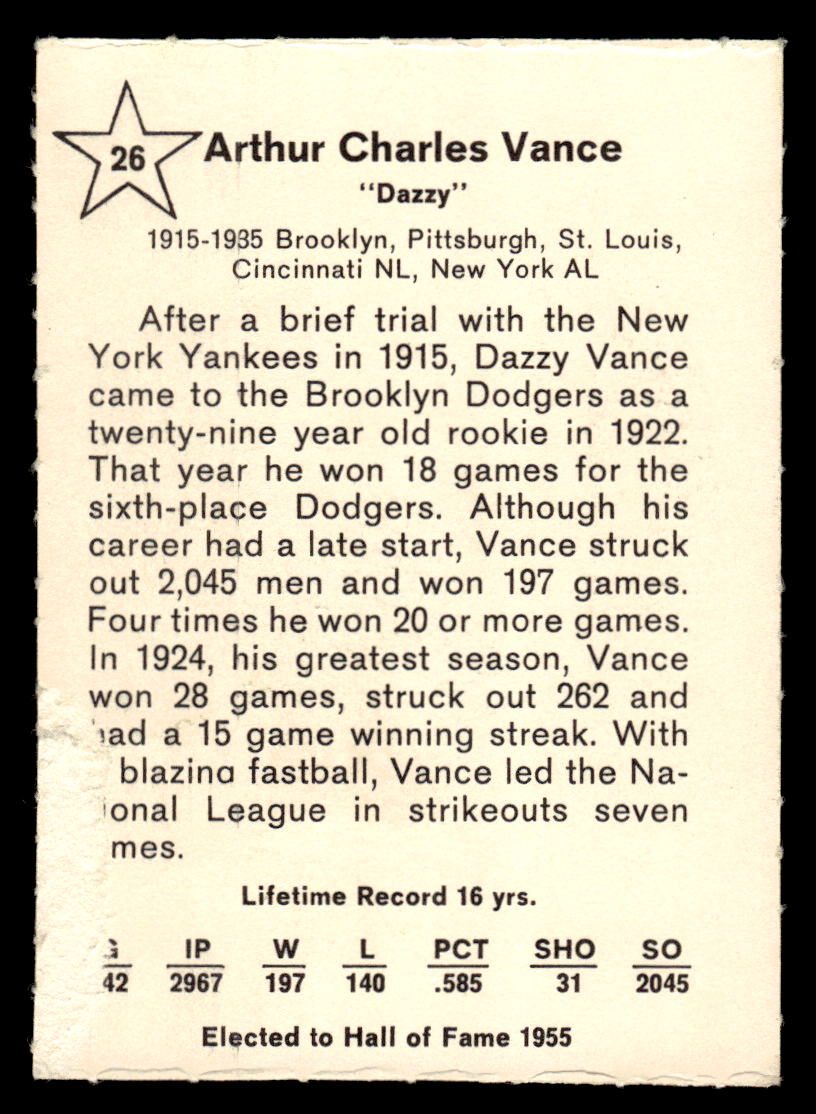 26
Arthur Charles Vance
"Dazzy"
1915-1935 Brooklyn, Pittsburgh, St. Louis,
Cincinnati NL, New York AL
After a brief trial with the New
York Yankees in 1915, Dazzy Vance
came to the Brooklyn Dodgers as a
twenty-nine year old rookie in 1922.
That year he won 18 games for the
sixth-place Dodgers. Although his
career had a late start, Vance struck
out 2,045 men and won 197 games.
Four times he won 20 or more games.
In 1924, his greatest season, Vance
won 28 games, struck out 262 and
had a 15 game winning streak. With
blazing fastball, Vance led the Na-
ional League in strikeouts seven
mes.
Lifetime Record 16 yrs.
G IP W L PCT SHO SO
42 2967 197 140 .585 31 2045
Elected to Hall of Fame 1955